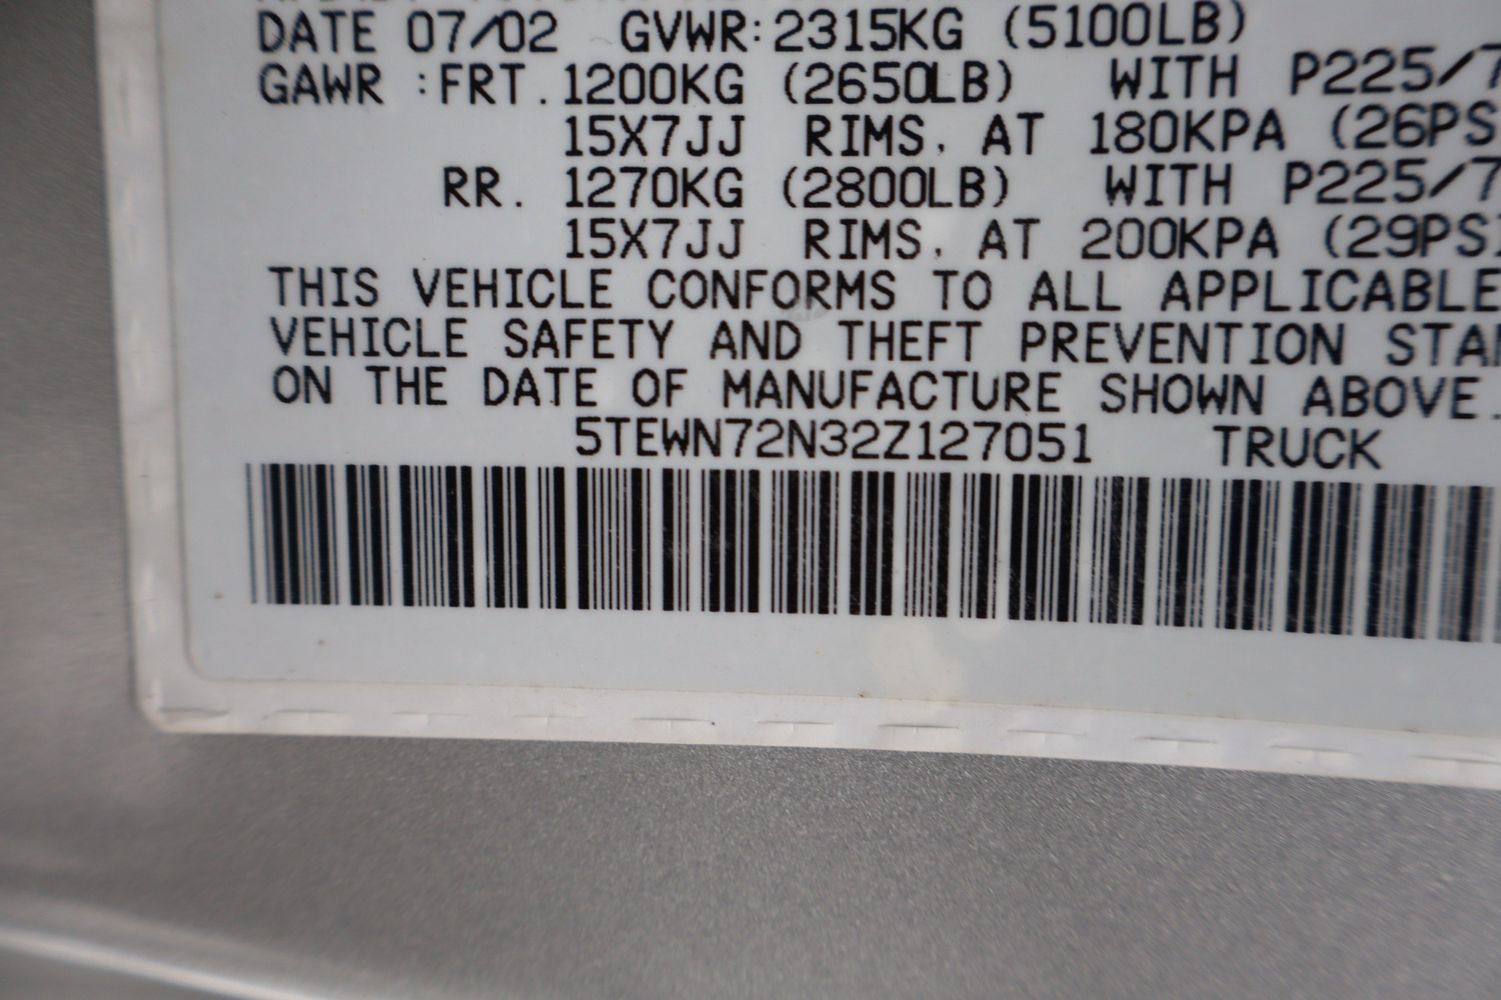 DATE 07/02 GVWR:2315KG (5100LB)
GAWR :FRT. 1200KG (2650LB) WITH P225/7
15X7JJ RIMS, AT 180KPA (26PS
RR. 1270KG (2800LB) WITH P225/7
15X7JJ RIMS, AT 200KPA (29PSI
THIS VEHICLE CONFORMS TO ALL APPLICABLE
VEHICLE SAFETY AND THEFT PREVENTION STA
ON THE DATE OF MANUFACTURE SHOWN ABOVE.
5TEWN72N32Z127051 TRUCK